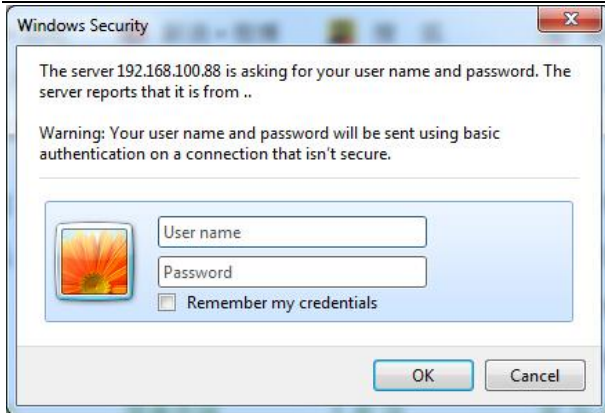 Windows Security
The server 192.168.100.88 is asking for your user name and password. The
server reports that it is from ..
Warning: Your user name and password will be sent using basic
authentication on a connection that isn't secure.
User name
Password
Remember my credentials
OK
Cancel